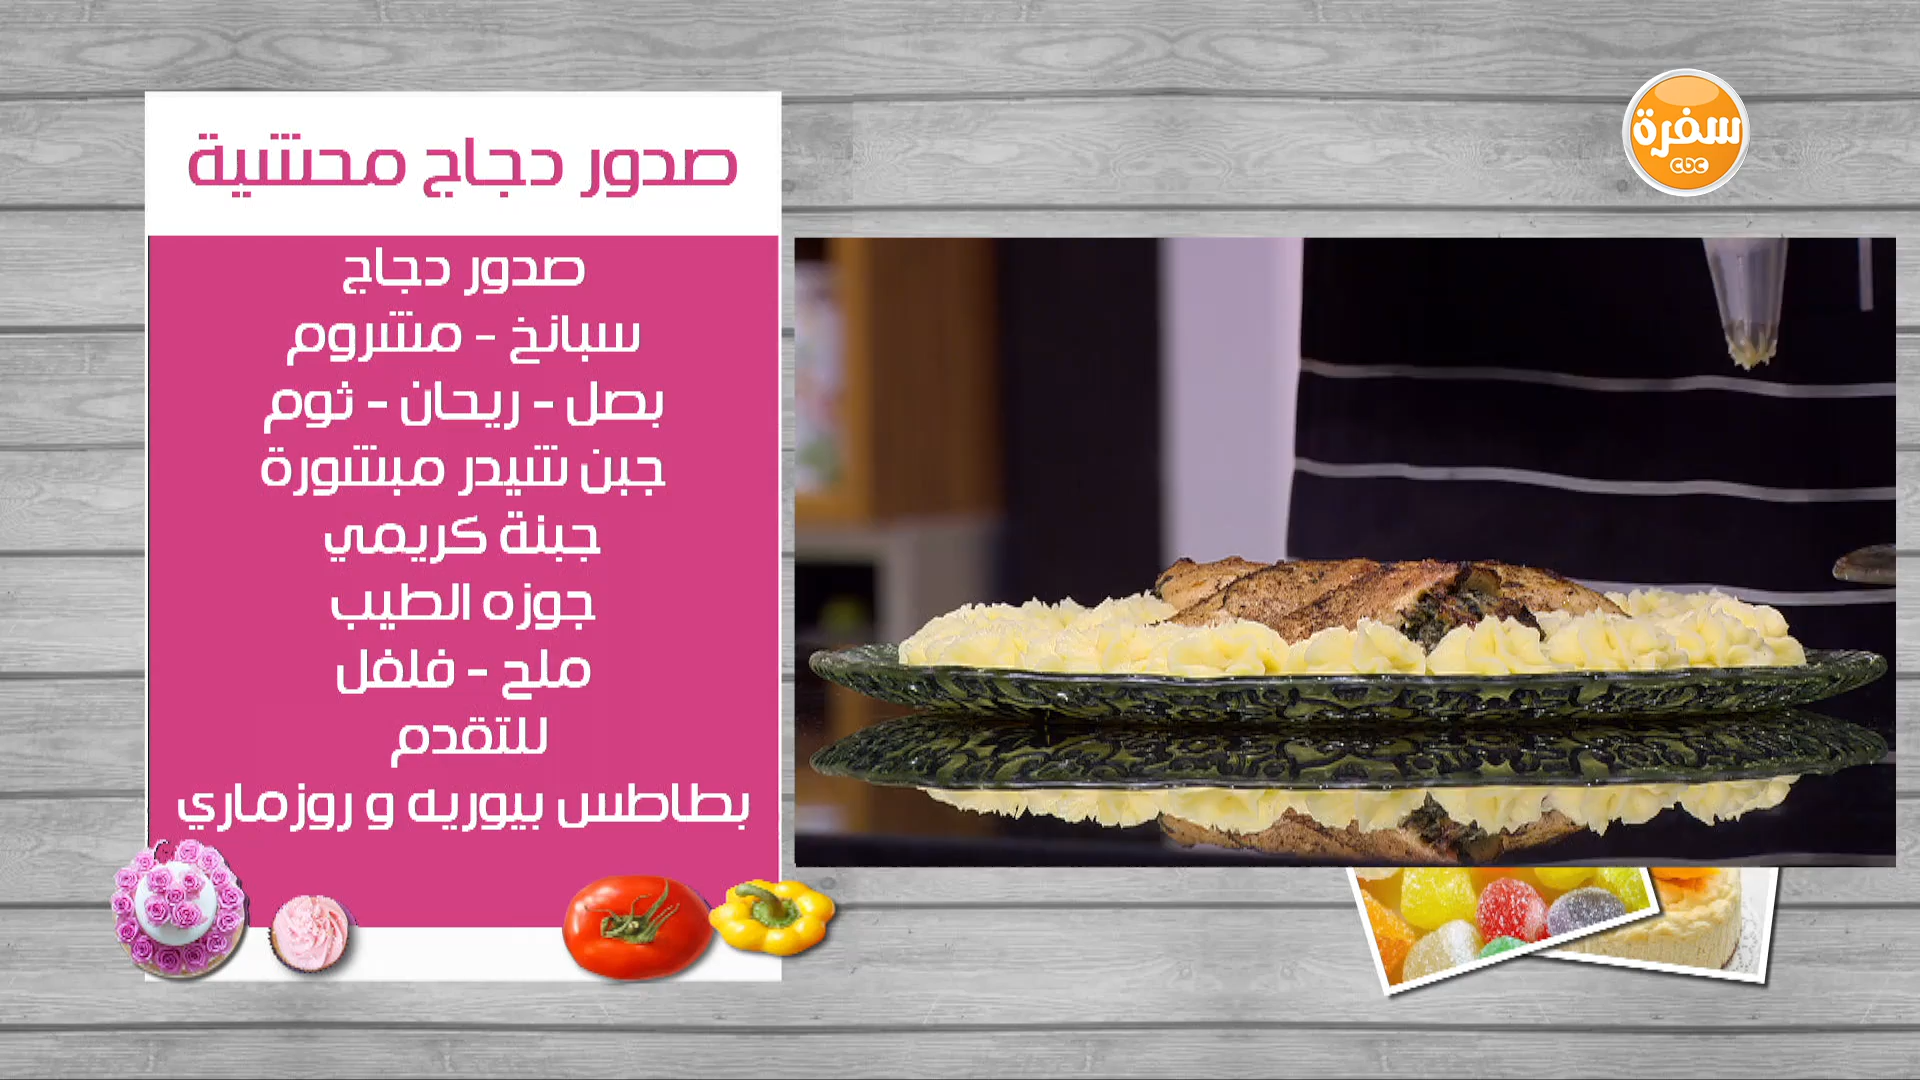 صدور دجاج محشية
صدور دجاج
سبانخ - مشروم
بصل - ريحان - ثوم
جبن شيدر مبشورة
جبنة كريمي
جوزه الطيب
ملح - فلفل
للتقدم
بطاطس بيوريه و روزماري
سفرة
cbc